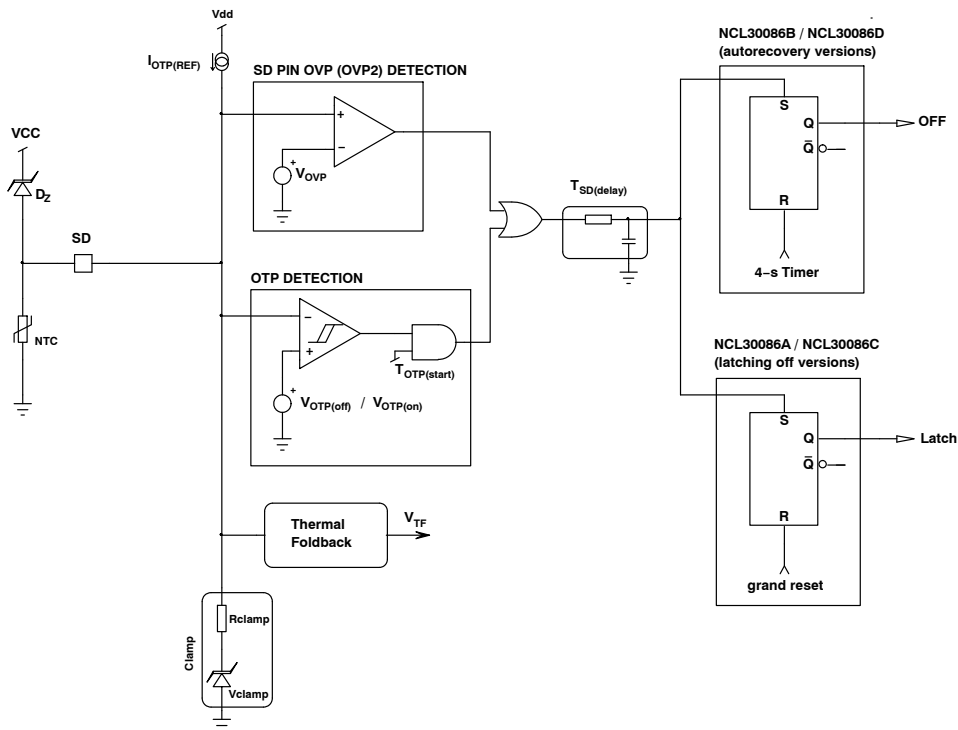 Vdd
I_OTP(REF)
SD PIN OVP (OVP2) DETECTION
+
−
+
V_OVP
VCC
D_Z
SD
NTC
OTP DETECTION
−
+
+
V_OTP(off) / V_OTP(on)
T_OTP(start)
T_SD(delay)
NCL30086B / NCL30086D
(autorecovery versions)
S
Q
OFF
Q̅
R
4−s Timer
NCL30086A / NCL30086C
(latching off versions)
S
Q
Latch
Q̅
R
grand reset
Thermal
Foldback
V_TF
Clamp
Rclamp
Vclamp